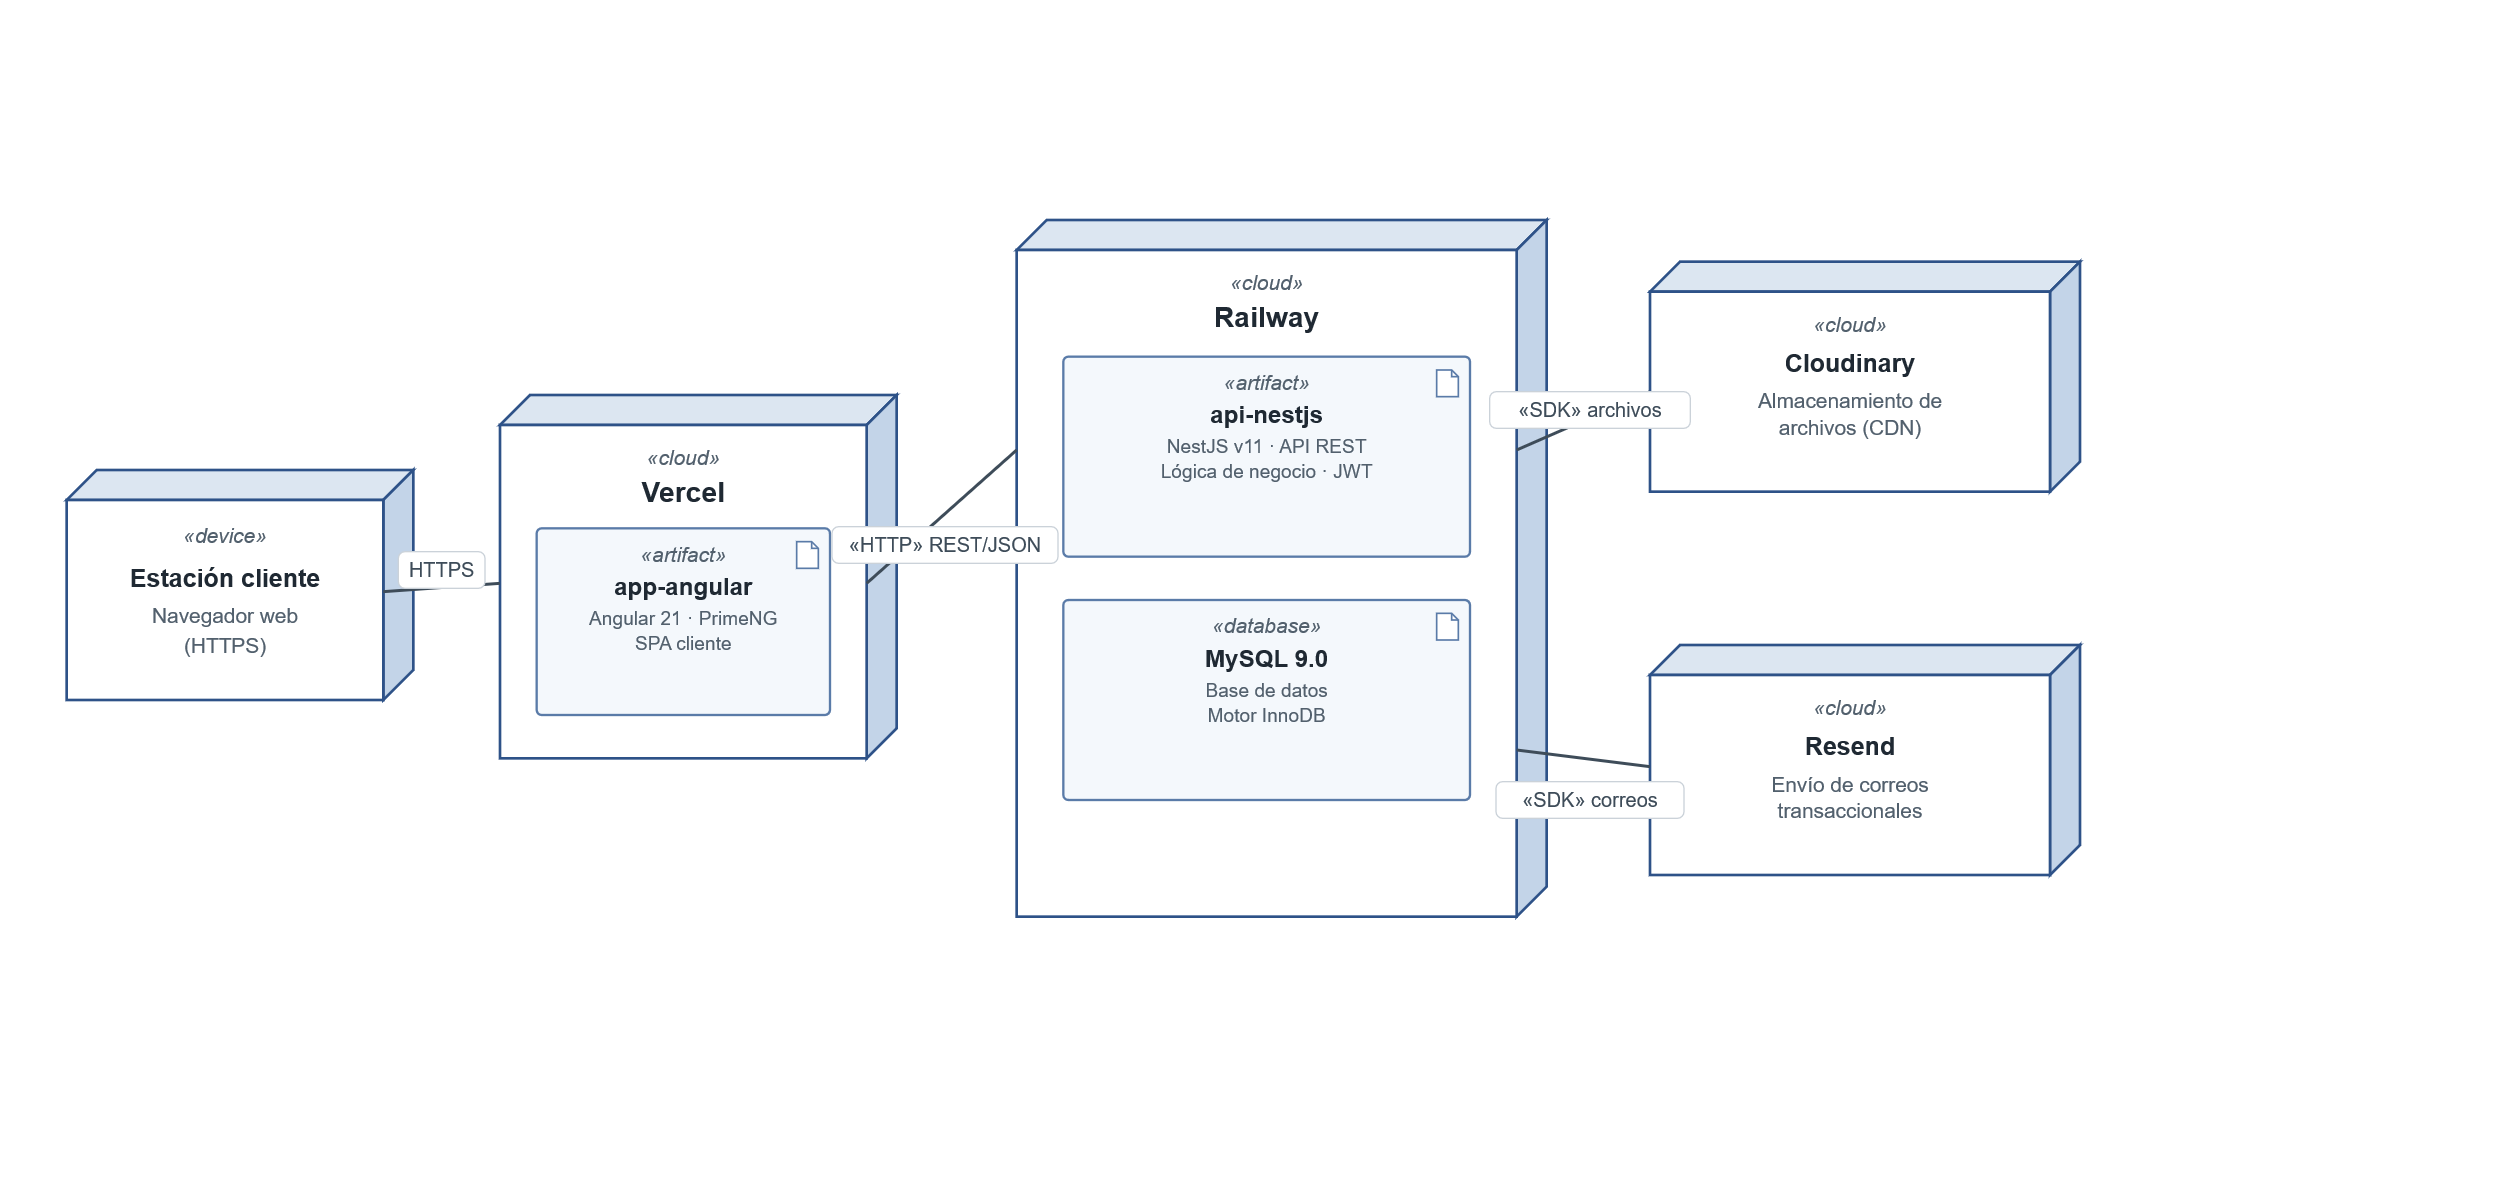 «device»
Estación cliente
Navegador web
(HTTPS)
HTTPS
«cloud»
Vercel
«artifact»
app-angular
Angular 21 · PrimeNG
SPA cliente
«HTTP» REST/JSON
«cloud»
Railway
«artifact»
api-nestjs
NestJS v11 · API REST
Lógica de negocio · JWT
«database»
MySQL 9.0
Base de datos
Motor InnoDB
«SDK» archivos
«cloud»
Cloudinary
Almacenamiento de
archivos (CDN)
«SDK» correos
«cloud»
Resend
Envío de correos
transaccionales